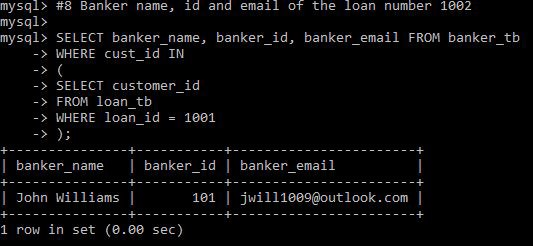 mysql> #8 Banker name, id and email of the loan number 1002
mysql>
mysql> SELECT banker_name, banker_id, banker_email FROM banker_tb
    -> WHERE cust_id IN
    -> (
    -> SELECT customer_id
    -> FROM loan_tb
    -> WHERE loan_id = 1001
    -> );
+---------------+-----------+------------------------+
| banker_name   | banker_id | banker_email           |
+---------------+-----------+------------------------+
| John Williams |       101 | jwill1009@outlook.com  |
+---------------+-----------+------------------------+
1 row in set (0.00 sec)